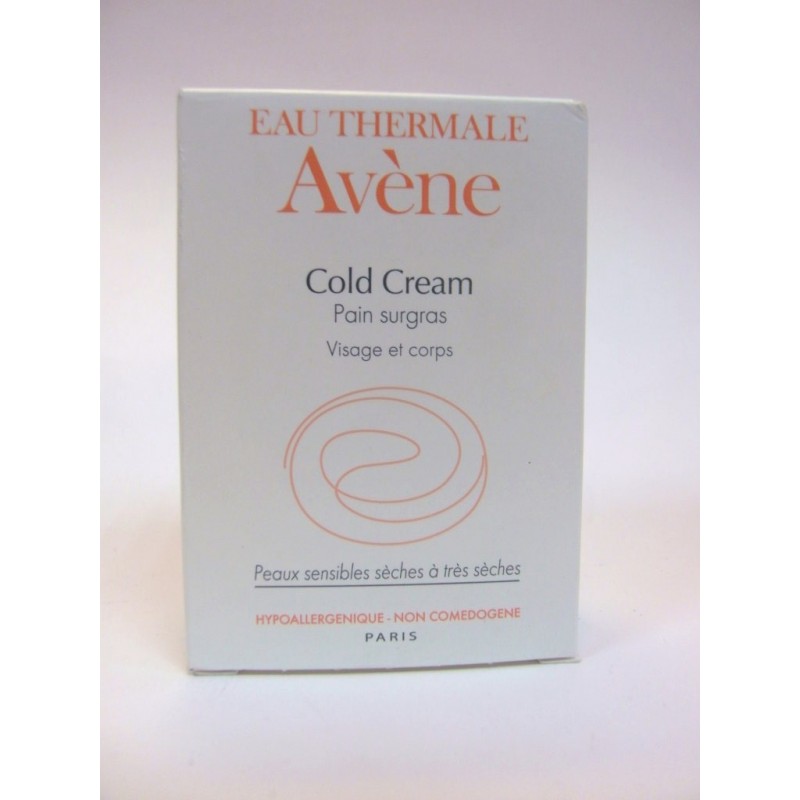 EAU THERMALE
Avène
Cold Cream
Pain surgras
Visage et corps
Peaux sensibles sèches à très sèches
HYPOALLERGENIQUE - NON COMEDOGENE
PARIS